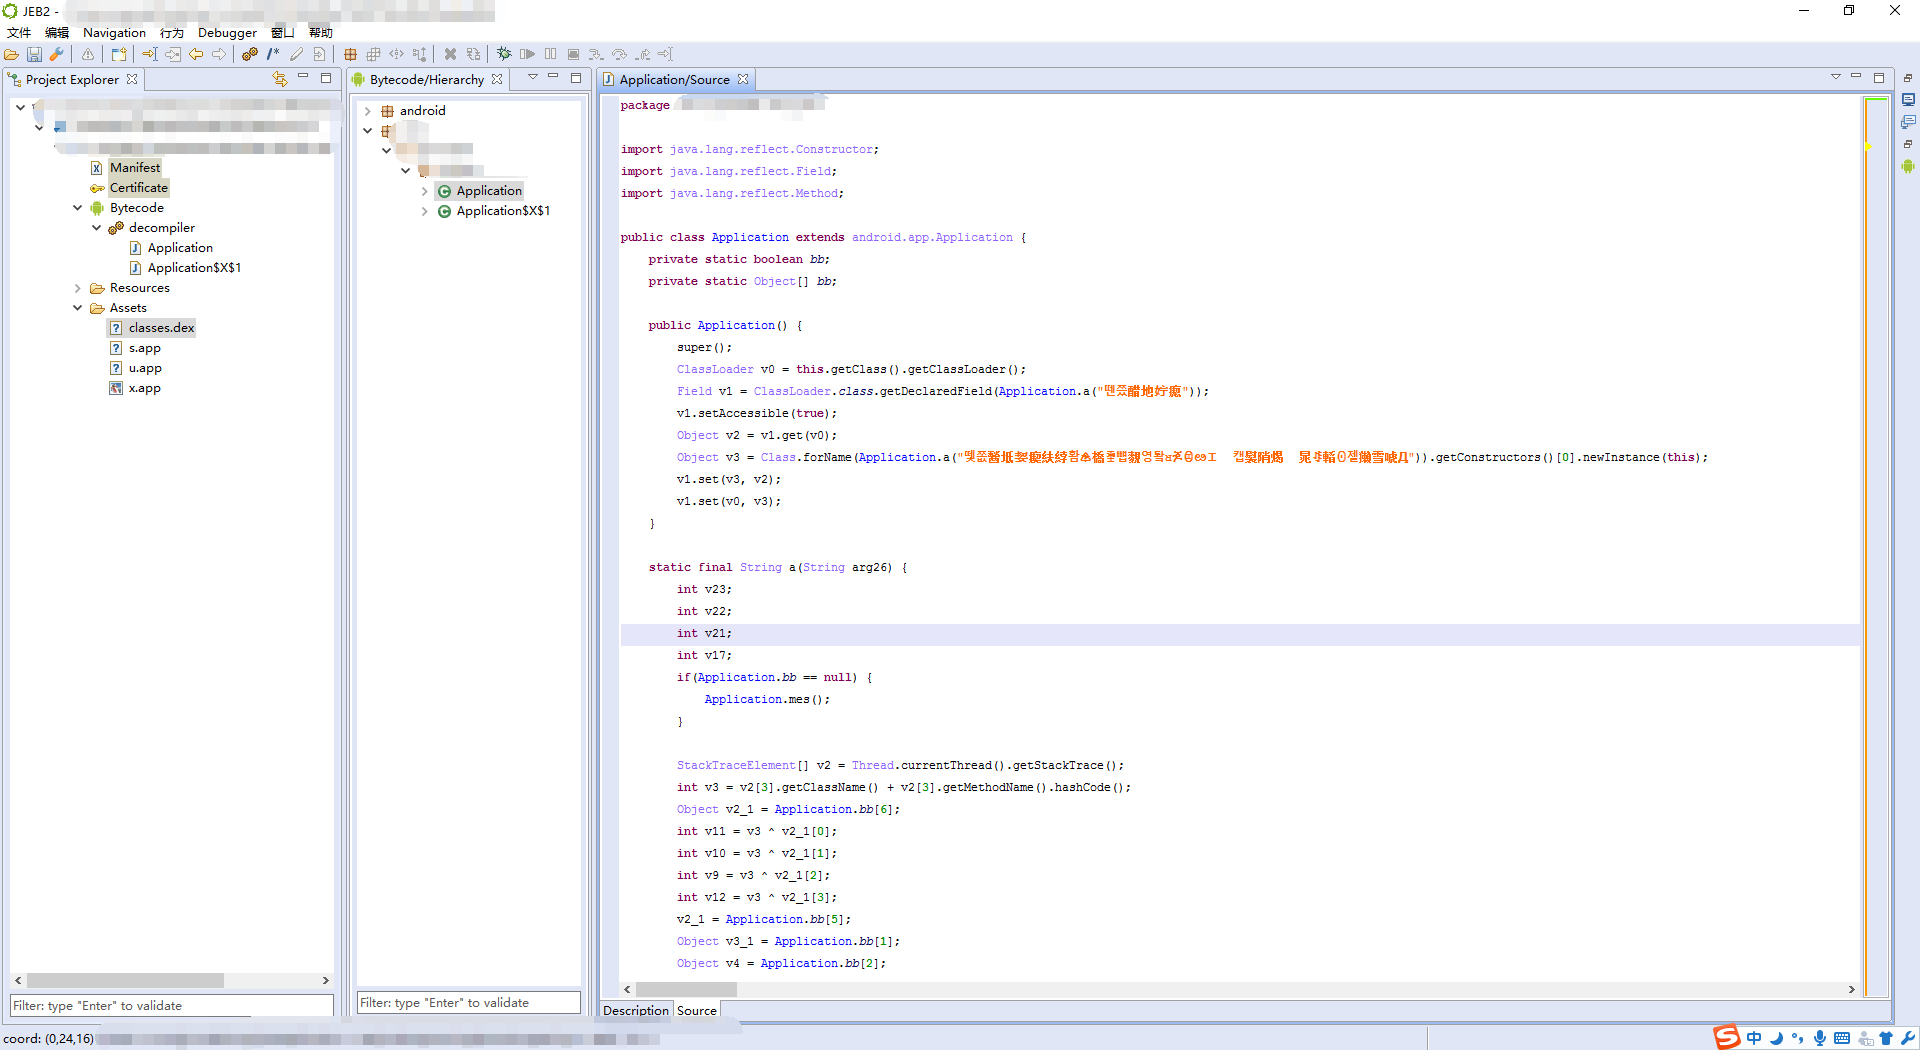 JEB2 -
文件 编辑 Navigation 行为 Debugger 窗口 帮助
Project Explorer
Manifest
Certificate
Bytecode
decompiler
Application
Application$X$1
Resources
Assets
classes.dex
s.app
u.app
x.app
Filter: type "Enter" to validate
Bytecode/Hierarchy
android
Application
Application$X$1
Filter: type "Enter" to validate
Application/Source
package
import java.lang.reflect.Constructor;
import java.lang.reflect.Field;
import java.lang.reflect.Method;
public class Application extends android.app.Application {
private static boolean bb;
private static Object[] bb;
public Application() {
super();
ClassLoader v0 = this.getClass().getClassLoader();
Field v1 = ClassLoader.class.getDeclaredField(Application.a("
"));
v1.setAccessible(true);
Object v2 = v1.get(v0);
Object v3 = Class.forName(Application.a("
")).getConstructors()[0].newInstance(this);
v1.set(v3, v2);
v1.set(v0, v3);
}
static final String a(String arg26) {
int v23;
int v22;
int v21;
int v17;
if(Application.bb == null) {
Application.mes();
}
StackTraceElement[] v2 = Thread.currentThread().getStackTrace();
int v3 = v2[3].getClassName() + v2[3].getMethodName().hashCode();
Object v2_1 = Application.bb[6];
int v11 = v3 ^ v2_1[0];
int v10 = v3 ^ v2_1[1];
int v9 = v3 ^ v2_1[2];
int v12 = v3 ^ v2_1[3];
v2_1 = Application.bb[5];
Object v3_1 = Application.bb[1];
Object v4 = Application.bb[2];
Description Source
coord: (0,24,16)
中